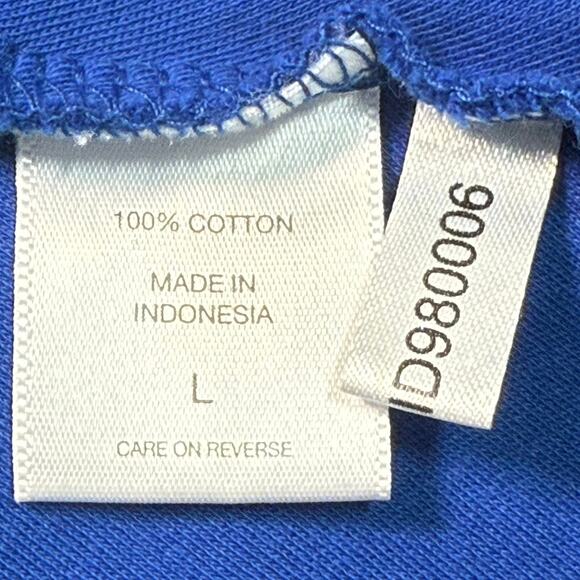 100% COTTON
MADE IN
INDONESIA
L
CARE ON REVERSE
ID980006